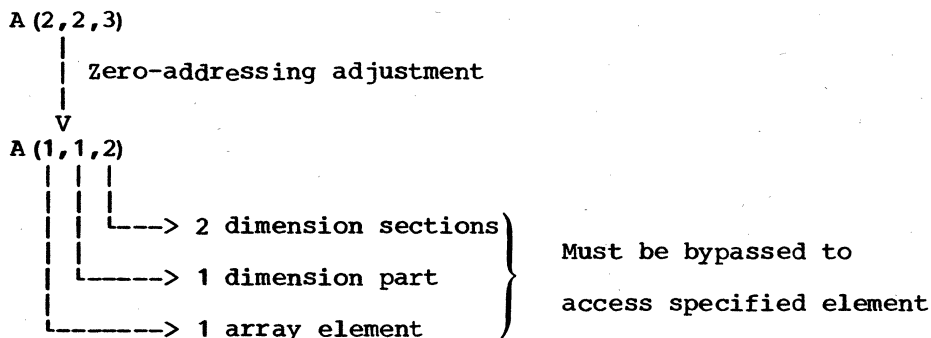 A(2,2,3)
Zero-addressing adjustment
V
A(1,1,2)
2 dimension sections
1 dimension part
1 array element
Must be bypassed to
access specified element